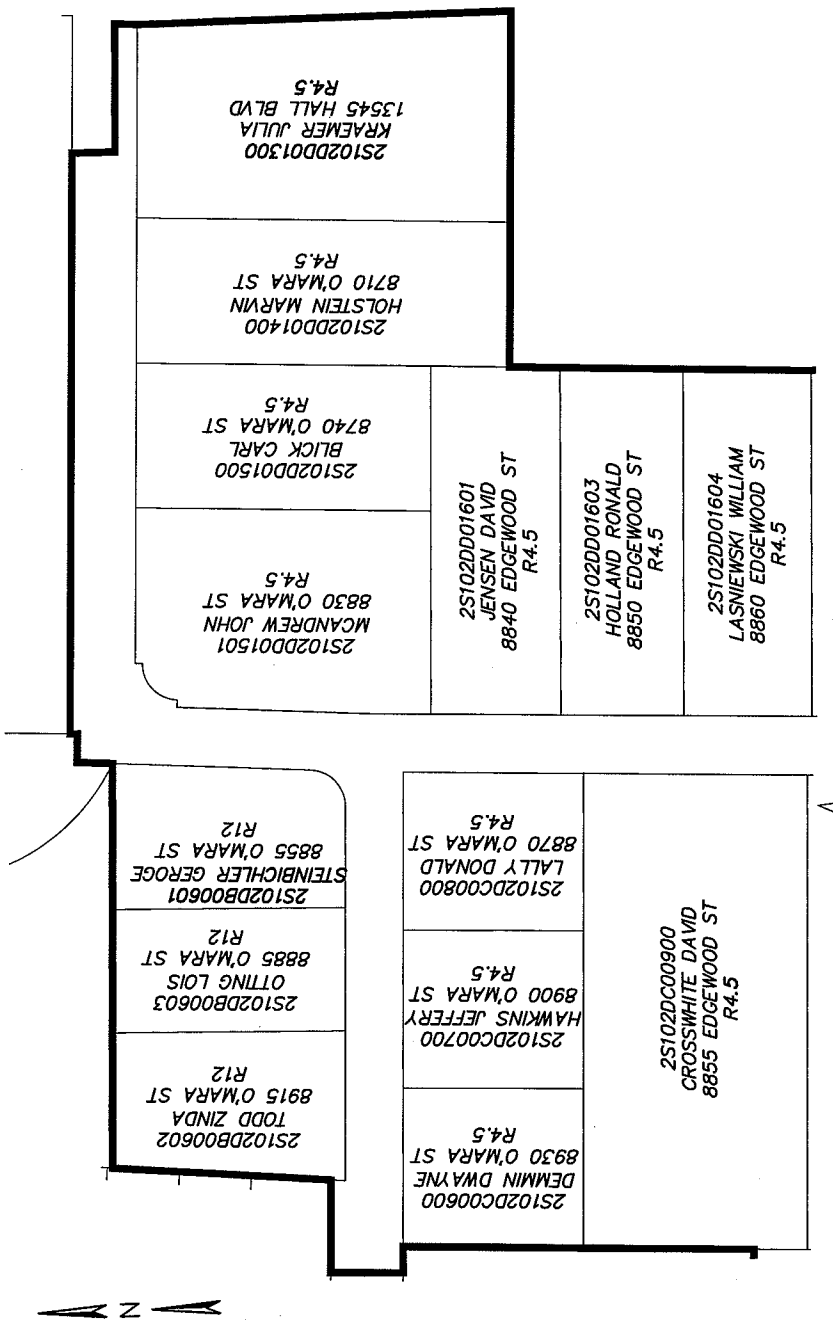 2S102DD01300
KRAEMER JULIA
13545 HALL BLVD
R4.5
2S102DD01400
HOLSTEIN MARVIN
8710 O'MARA ST
R4.5
2S102DD01500
BLICK CARL
8740 O'MARA ST
R4.5
2S102DD01501
MCANDREW JOHN
8830 O'MARA ST
R4.5
2S102DD01601
JENSEN DAVID
8840 EDGEWOOD ST
R4.5
2S102DD01603
HOLLAND RONALD
8850 EDGEWOOD ST
R4.5
2S102DD01604
LASNIEWSKI WILLIAM
8860 EDGEWOOD ST
R4.5
2S102DB00601
STEINBICHLER GEROGE
8855 O'MARA ST
R12
2S102DB00603
OTTING LOIS
8885 O'MARA ST
R12
2S102DB00602
TODD ZINDA
8915 O'MARA ST
R12
2S102DC00800
LALLY DONALD
8870 O'MARA ST
R4.5
2S102DC00700
HAWKINS JEFFERY
8900 O'MARA ST
R4.5
2S102DC00600
DEMMIN DWAYNE
8930 O'MARA ST
R4.5
2S102DC00900
CROSSWHITE DAVID
8855 EDGEWOOD ST
R4.5
N